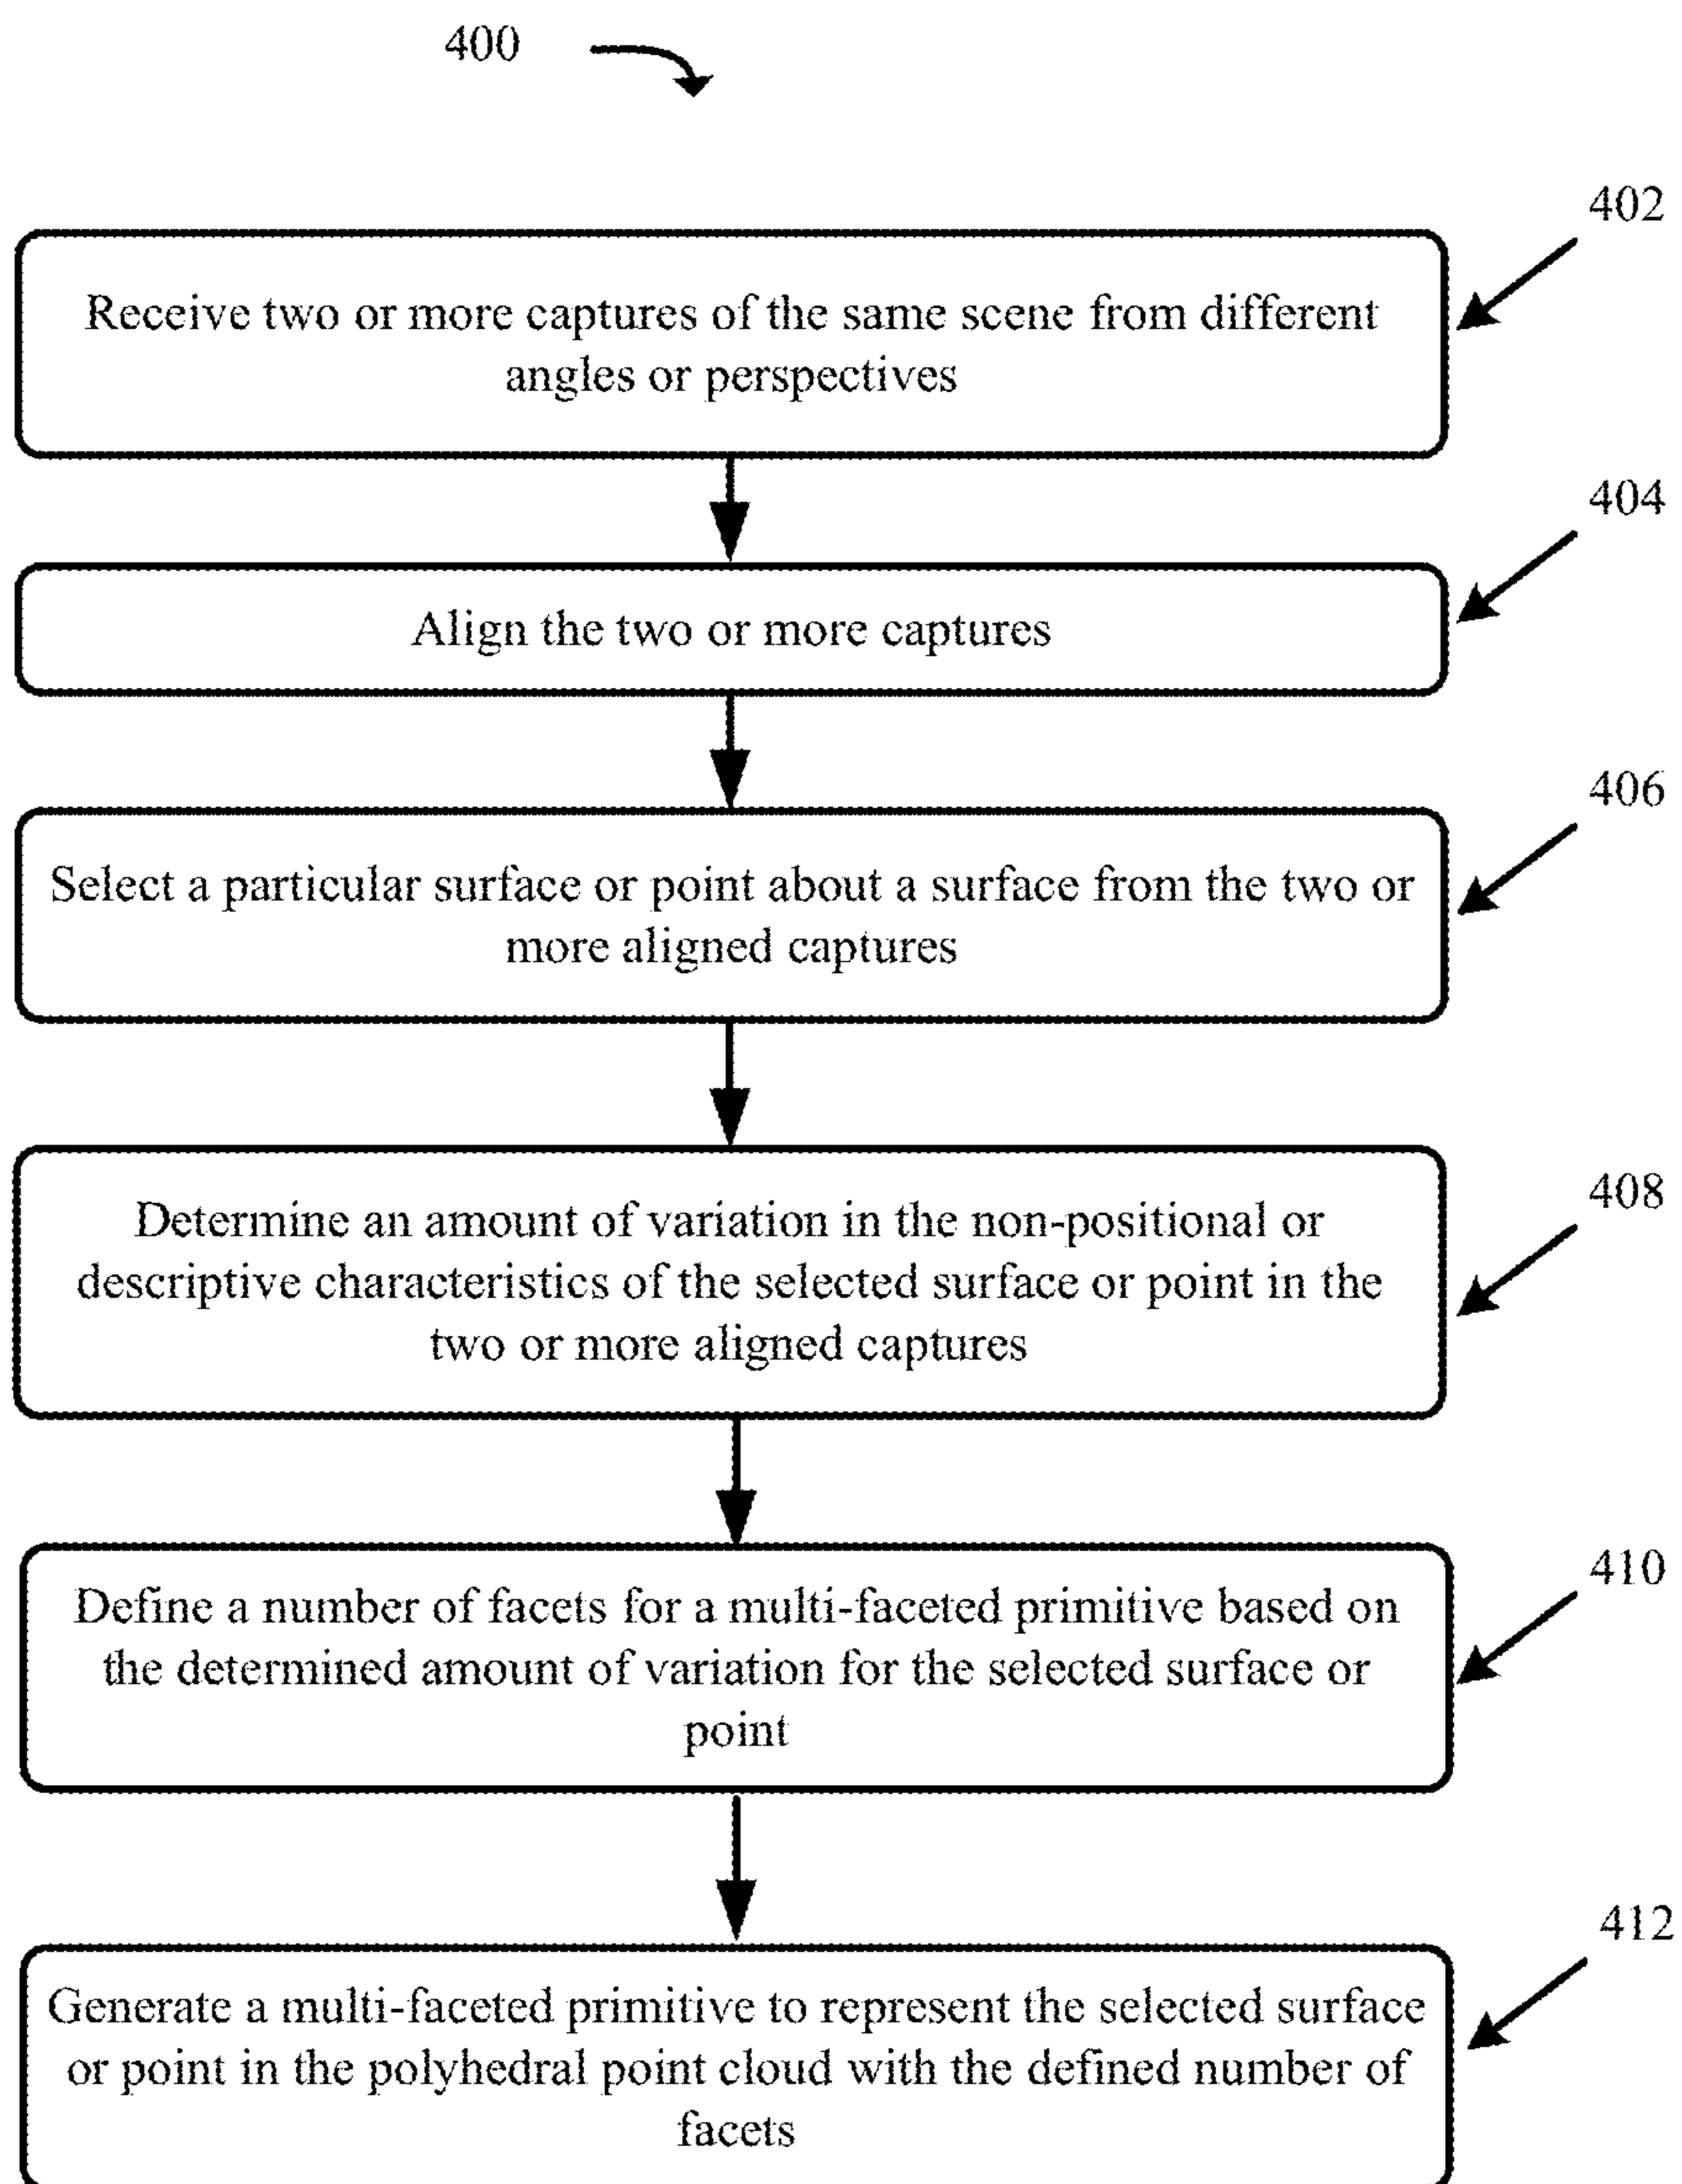 400
402
Receive two or more captures of the same scene from different
angles or perspectives
404
Align the two or more captures
406
Select a particular surface or point about a surface from the two or
more aligned captures
408
Determine an amount of variation in the non-positional or
descriptive characteristics of the selected surface or point in the
two or more aligned captures
410
Define a number of facets for a multi-faceted primitive based on
the determined amount of variation for the selected surface or
point
412
Generate a multi-faceted primitive to represent the selected surface
or point in the polyhedral point cloud with the defined number of
facets